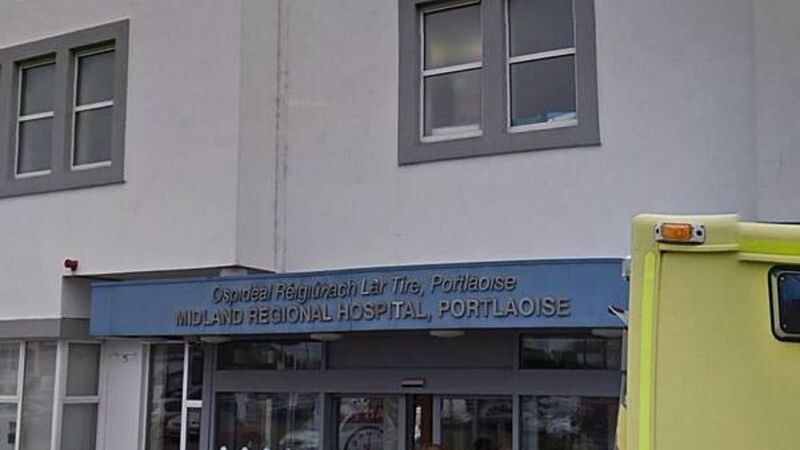 Ospidéal Réigiúnach Lár Tíre, Portlaoise
MIDLAND REGIONAL HOSPITAL, PORTLAOISE